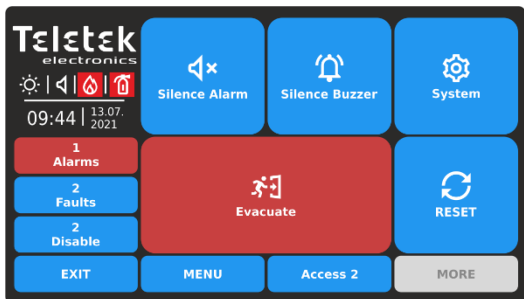 Teletek
electronics
09:44 13.07.
2021
Silence Alarm
Silence Buzzer
System
1
Alarms
2
Faults
2
Disable
Evacuate
RESET
EXIT
MENU
Access 2
MORE